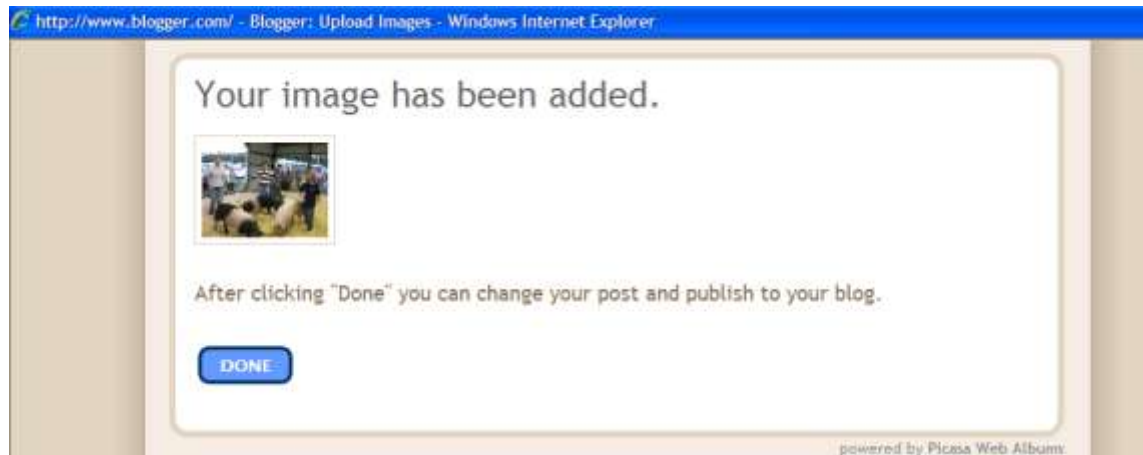 http://www.blogger.com/ - Blogger: Upload Images - Windows Internet Explorer
Your image has been added.
After clicking "Done" you can change your post and publish to your blog.
DONE
powered by Picasa Web Albums